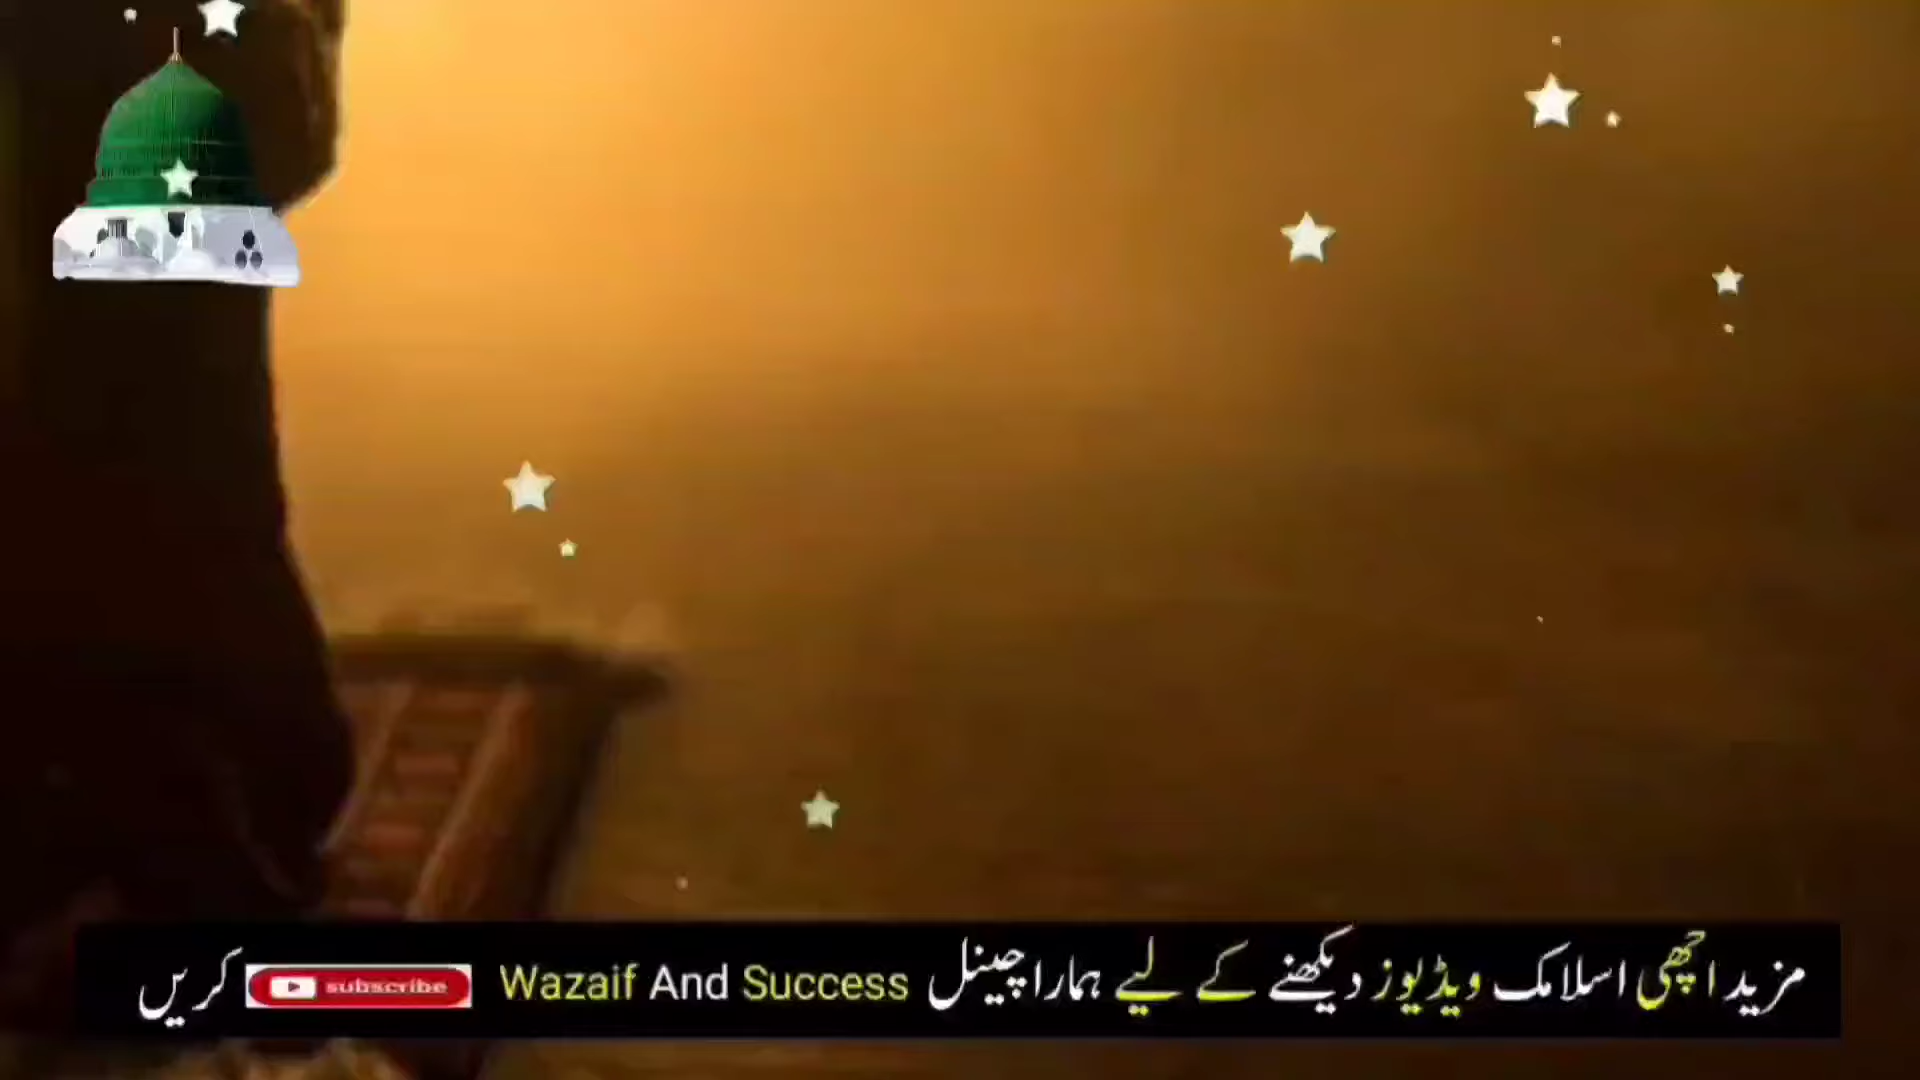 مزید اچھی اسلامک ویڈیوز دیکھنے کے لیے ہمارا چینل Wazaif And Success subscribe کریں